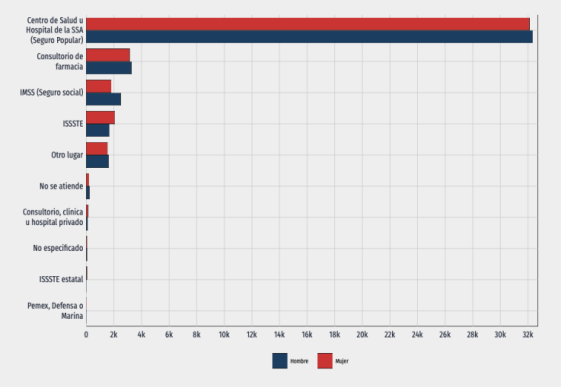 Centro de Salud u
Hospital de la SSA
(Seguro Popular)
Consultorio de
farmacia
IMSS (Seguro social)
ISSSTE
Otro lugar
No se atiende
Consultorio, clínica
u hospital privado
No especificado
ISSSTE estatal
Pemex, Defensa o
Marina
0 2k 4k 6k 8k 10k 12k 14k 16k 18k 20k 22k 24k 26k 28k 30k 32k
Hombre Mujer